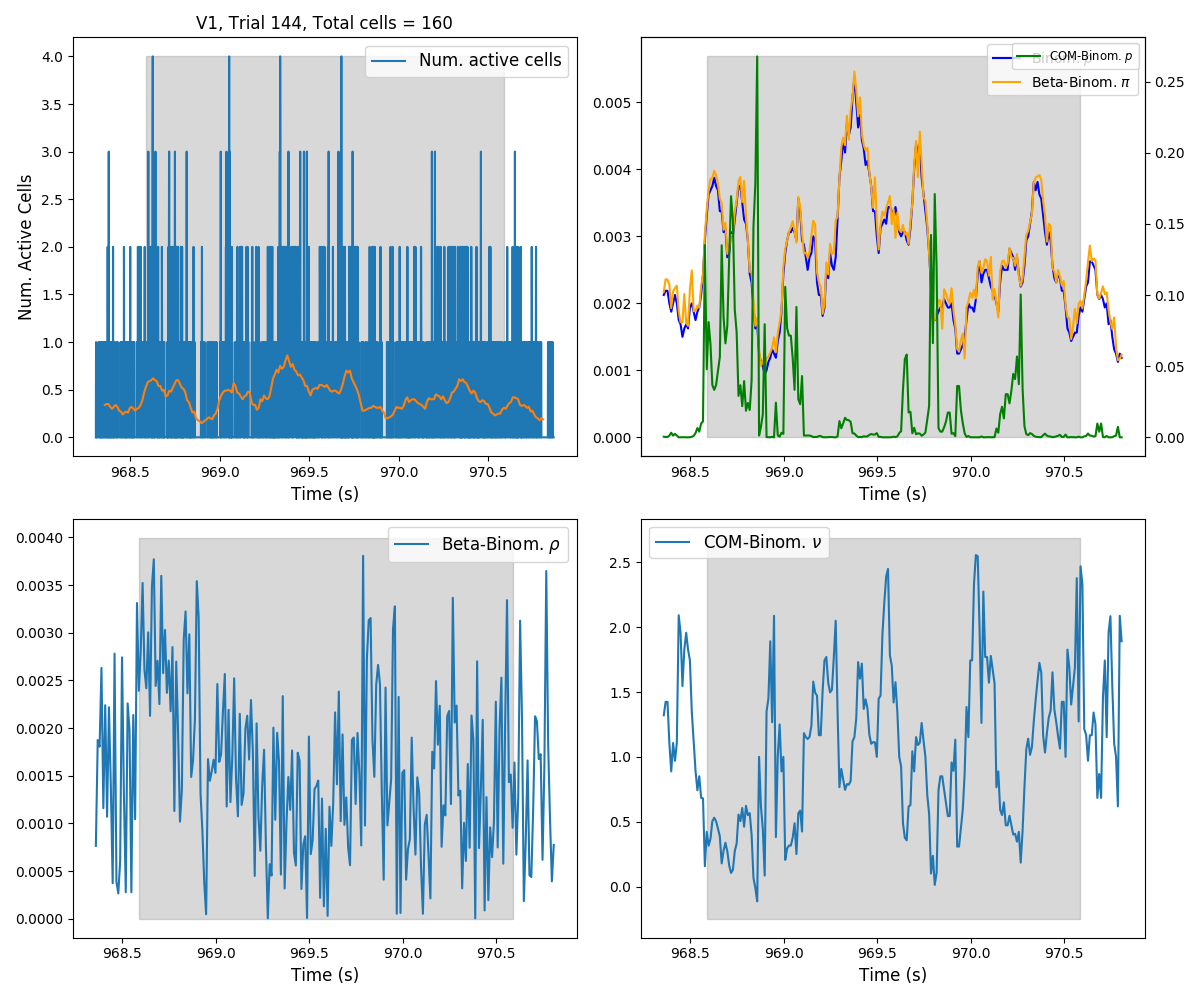 V1, Trial 144, Total cells = 160
Num. Active Cells
4.0
3.5
3.0
2.5
2.0
1.5
1.0
0.5
0.0
Num. active cells
968.5 969.0 969.5 970.0 970.5
Time (s)
0.005
0.004
0.003
0.002
0.001
0.000
COM-Binom. p
Beta-Binom. π
0.25
0.20
0.15
0.10
0.05
0.00
968.5 969.0 969.5 970.0 970.5
Time (s)
0.0040
0.0035
0.0030
0.0025
0.0020
0.0015
0.0010
0.0005
0.0000
Beta-Binom. ρ
968.5 969.0 969.5 970.0 970.5
Time (s)
2.5
2.0
1.5
1.0
0.5
0.0
COM-Binom. ν
968.5 969.0 969.5 970.0 970.5
Time (s)